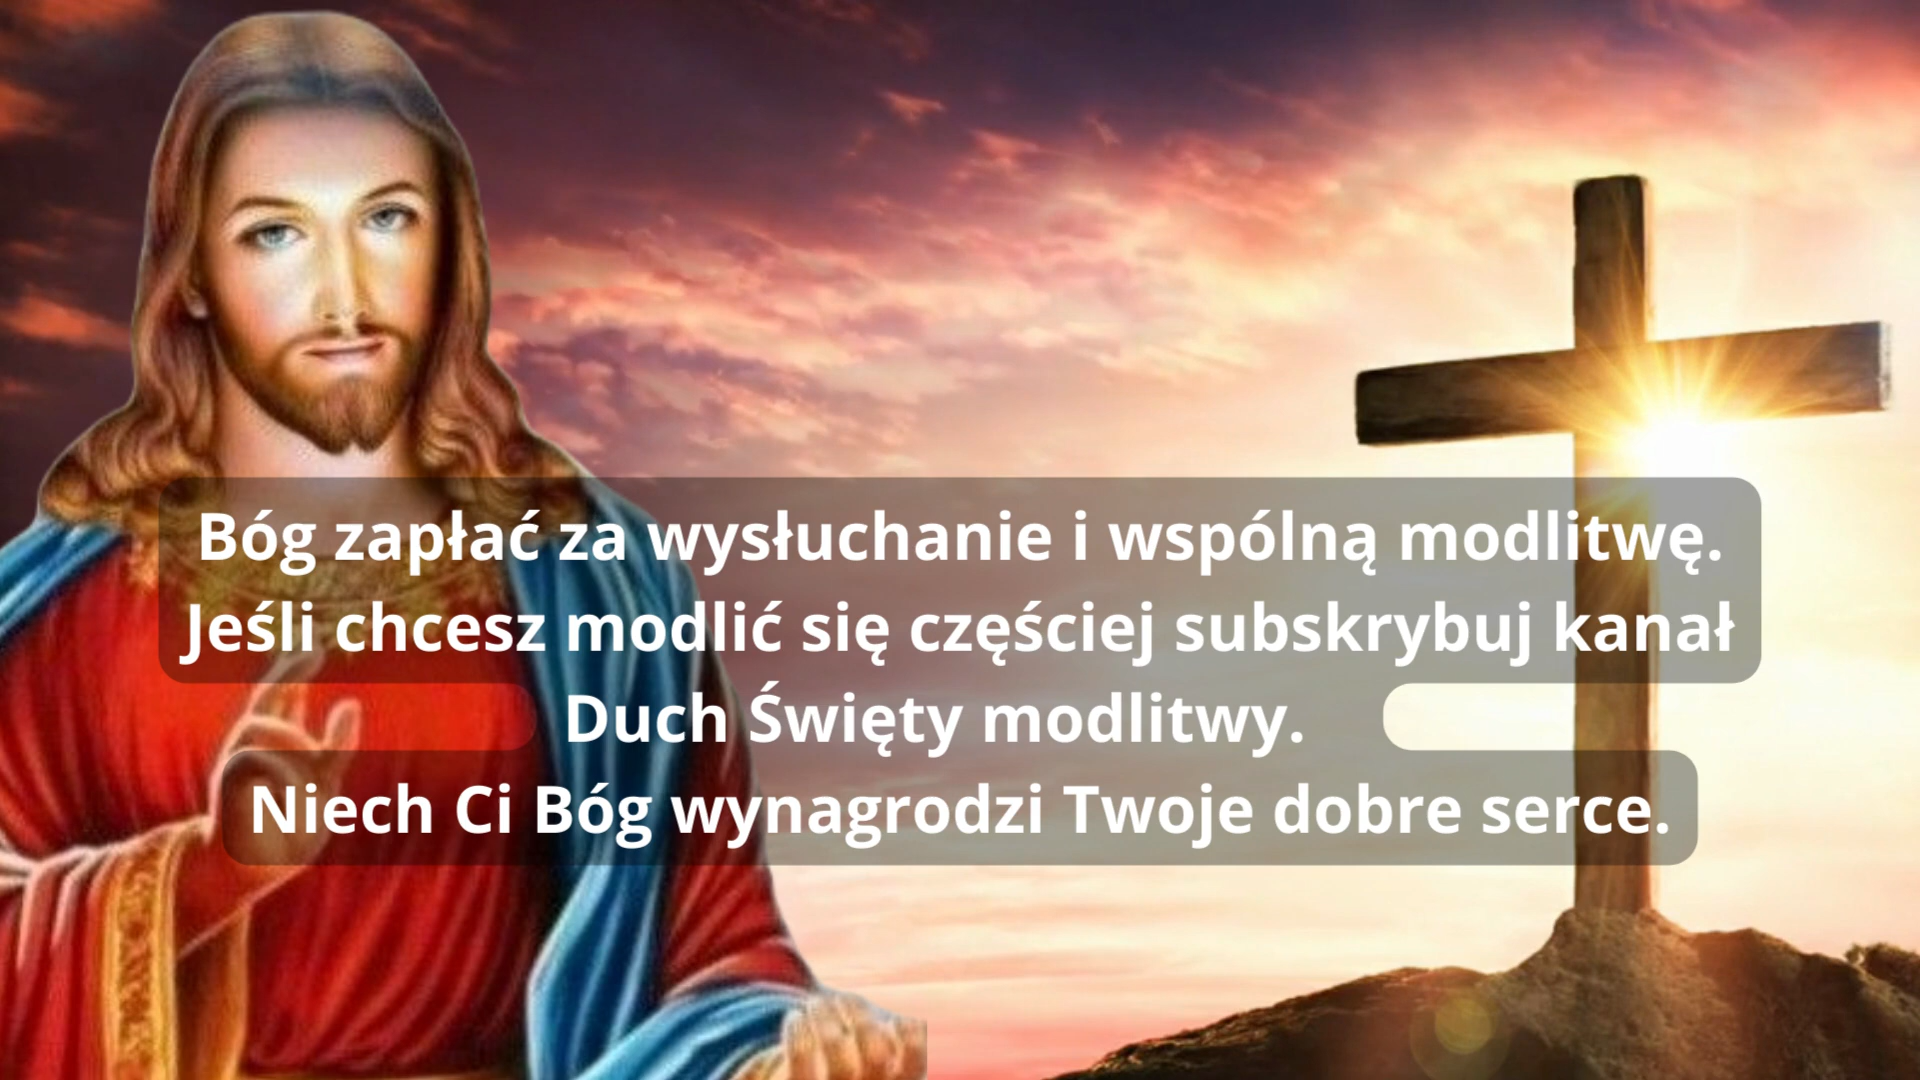 Bóg zapłać za wysłuchanie i wspólną modlitwę.
Jeśli chcesz modlić się częściej subskrybuj kanał
Duch Święty modlitwy.
Niech Ci Bóg wynagrodzi Twoje dobre serce.